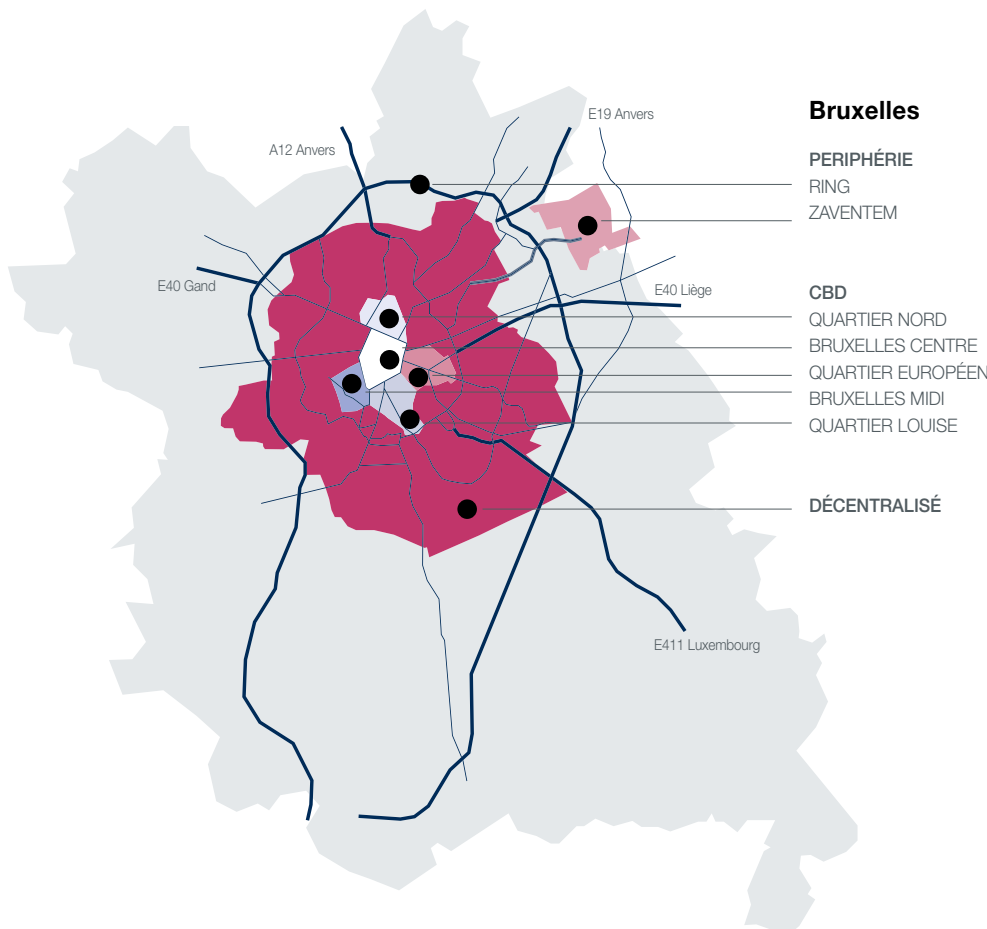 E19 Anvers
A12 Anvers
E40 Gand
E40 Liège
E411 Luxembourg
Bruxelles
PERIPHÉRIE
RING
ZAVENTEM
CBD
QUARTIER NORD
BRUXELLES CENTRE
QUARTIER EUROPÉEN
BRUXELLES MIDI
QUARTIER LOUISE
DÉCENTRALISÉ